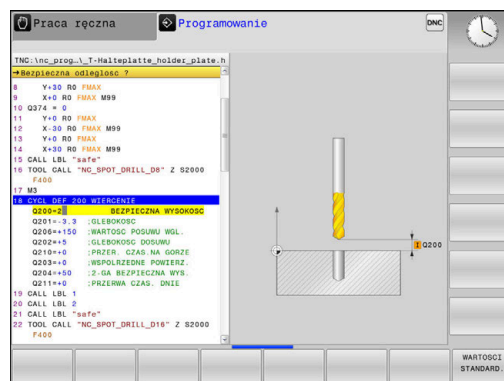 Praca ręczna
Programowanie
DNC
TNC:\nc_prog…\_T-Halteplatte_holder_plate.h
→Bezpieczna odleglosc ?
8 Y+30 R0 FMAX
9 X+0 R0 FMAX M99
10 Q374 = 0
11 Y+0 R0 FMAX
12 X-30 R0 FMAX M99
13 Y+0 R0 FMAX
14 X+30 R0 FMAX M99
15 CALL LBL "safe"
16 TOOL CALL "NC_SPOT_DRILL_D8" Z S2000
F400
17 M3
18 CYCL DEF 200 WIERCENIE
Q200=2 BEZPIECZNA WYSOKOSC
Q201=-3.3 ;GLEBOKOSC
Q206=+150 ;WARTOSC POSUWU WGL.
Q202=+5 ;GLEBOKOSC DOSUWU
Q210=+0 ;PRZER. CZAS.NA GORZE
Q203=+0 ;WSPOLRZEDNE POWIERZ.
Q204=+50 ;2-GA BEZPIECZNA WYS.
Q211=+0 ;PRZERWA CZAS. DNIE
19 CALL LBL 1
20 CALL LBL 2
21 CALL LBL "safe"
22 TOOL CALL "NC_SPOT_DRILL_D16" Z S2000
F400
I Q200
WARTOSCI
STANDARD.